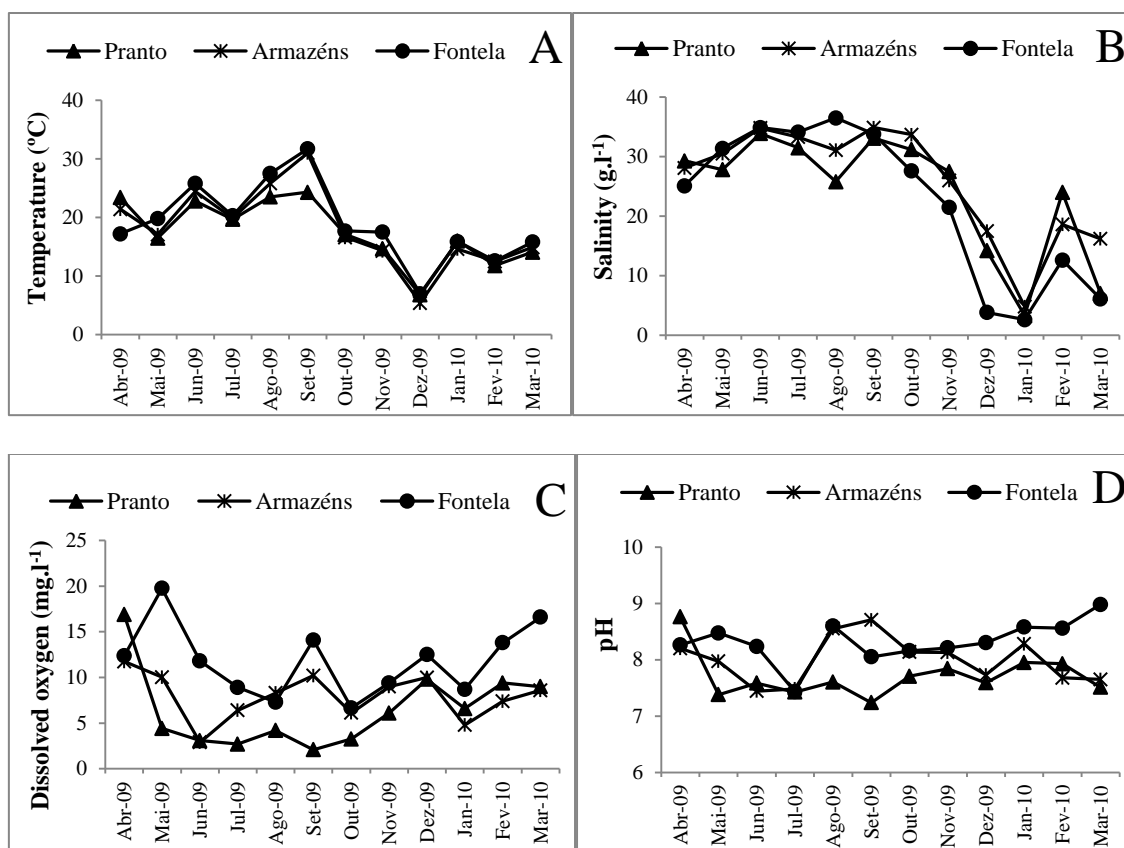 Pranto Armazéns Fontela A
Temperature (ºC)
40
30
20
10
0
Abr-09 Mai-09 Jun-09 Jul-09 Ago-09 Set-09 Out-09 Nov-09 Dez-09 Jan-10 Fev-10 Mar-10
Pranto Armazéns Fontela B
Salinity (g.l-1)
40
30
20
10
0
Abr-09 Mai-09 Jun-09 Jul-09 Ago-09 Set-09 Out-09 Nov-09 Dez-09 Jan-10 Fev-10 Mar-10
Pranto Armazéns Fontela C
Dissolved oxygen (mg.l-1)
25
20
15
10
5
0
Abr-09 Mai-09 Jun-09 Jul-09 Ago-09 Set-09 Out-09 Nov-09 Dez-09 Jan-10 Fev-10 Mar-10
Pranto Armazéns Fontela D
pH
10
9
8
7
6
Abr-09 Mai-09 Jun-09 Jul-09 Ago-09 Set-09 Out-09 Nov-09 Dez-09 Jan-10 Fev-10 Mar-10